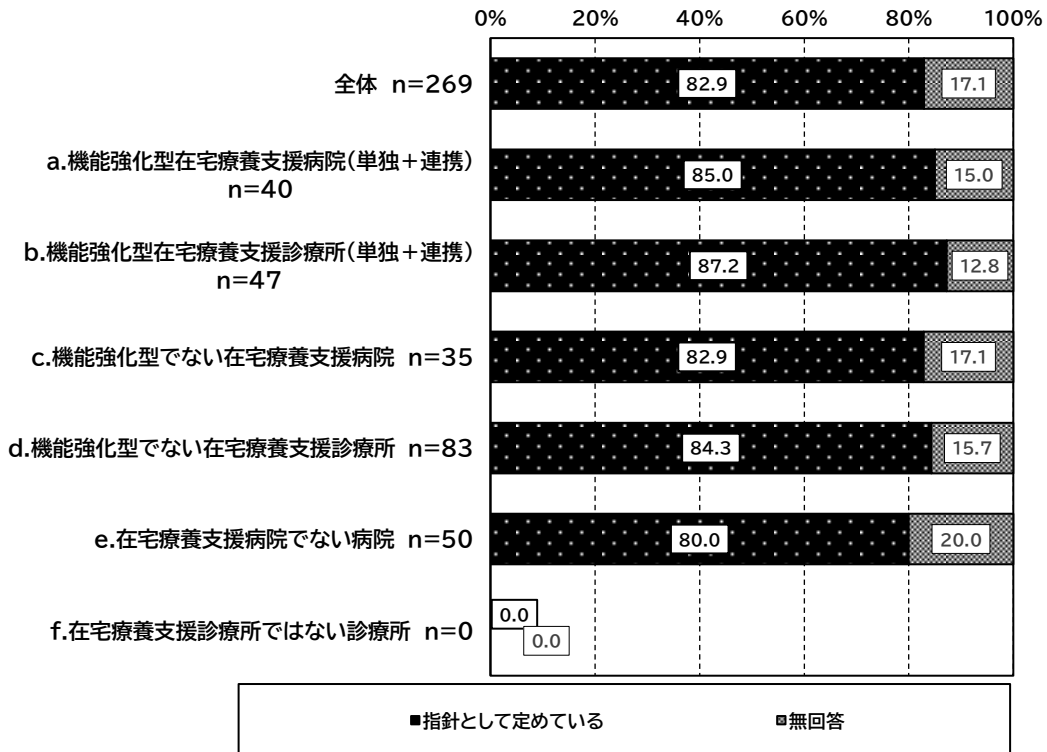 0% 20% 40% 60% 80% 100%
全体 n=269 82.9 17.1
a.機能強化型在宅療養支援病院(単独+連携)
n=40 85.0 15.0
b.機能強化型在宅療養支援診療所(単独+連携)
n=47 87.2 12.8
c.機能強化型でない在宅療養支援病院 n=35 82.9 17.1
d.機能強化型でない在宅療養支援診療所 n=83 84.3 15.7
e.在宅療養支援病院でない病院 n=50 80.0 20.0
f.在宅療養支援診療所ではない診療所 n=0 0.0
0.0
指針として定めている 無回答